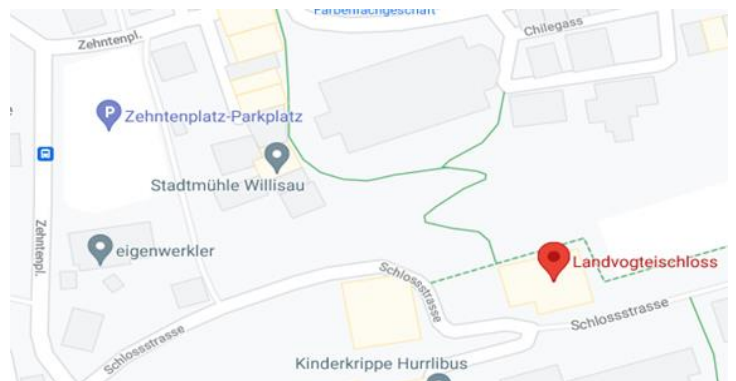 Farbenfachgeschäft
Chilegass
Zehntenpl.
P
Zehntenplatz-Parkplatz
Stadtmühle Willisau
Zehntenpl.
eigenwerkler
Landvogteischloss
Schlossstrasse
Schlossstrasse
Schlossstrasse
Kinderkrippe Hurrlibus